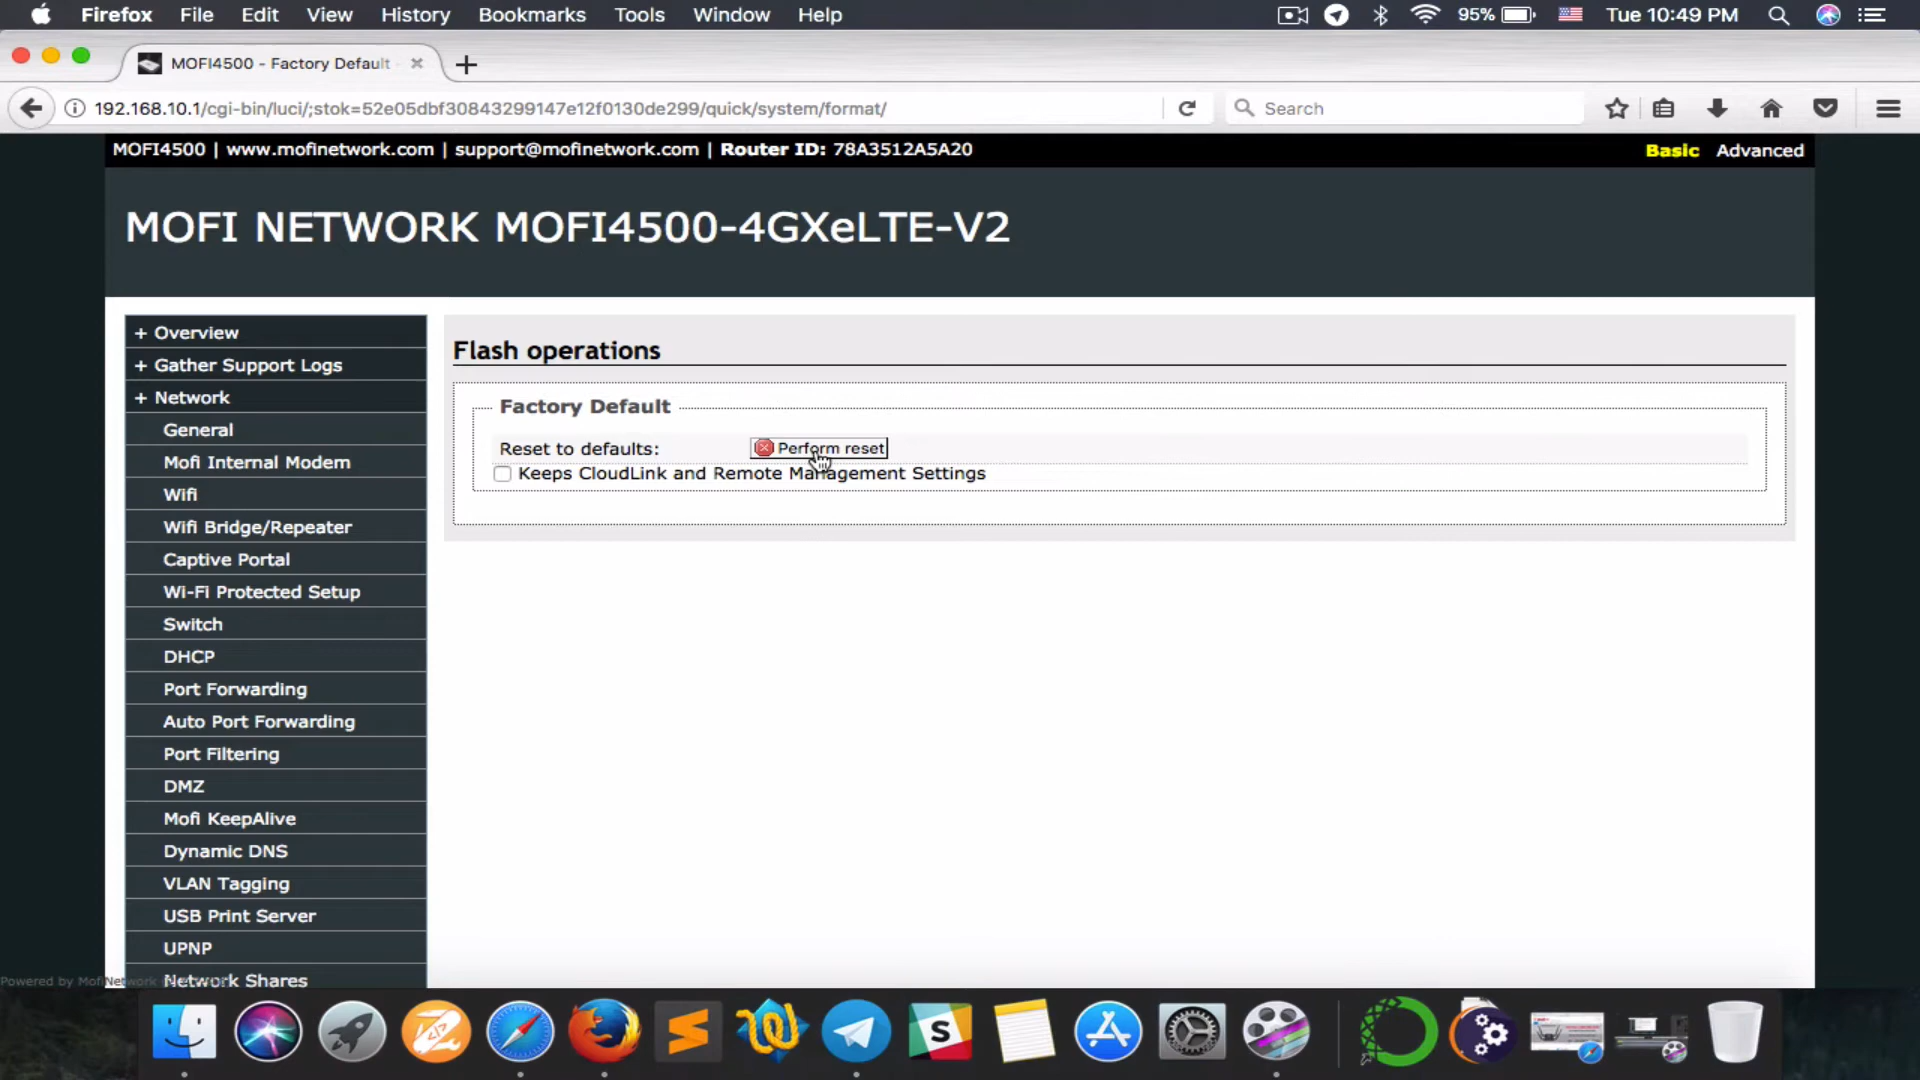 Firefox File Edit View History Bookmarks Tools Window Help 95% Tue 10:49 PM
MOFI4500 - Factory Default
192.168.10.1/cgi-bin/luci/;stok=52e05dbf30843299147e12f0130de299/quick/system/format/ Search
MOFI4500 | www.mofinetwork.com | support@mofinetwork.com | Router ID: 78A3512A5A20 Basic Advanced
MOFI NETWORK MOFI4500-4GXeLTE-V2
+ Overview
+ Gather Support Logs
+ Network
General
Mofi Internal Modem
Wifi
Wifi Bridge/Repeater
Captive Portal
Wi-Fi Protected Setup
Switch
DHCP
Port Forwarding
Auto Port Forwarding
Port Filtering
DMZ
Mofi KeepAlive
Dynamic DNS
VLAN Tagging
USB Print Server
UPNP
Network Shares
Flash operations
Factory Default
Reset to defaults: Perform reset
Keeps CloudLink and Remote Management Settings
Powered by MofiNetwork